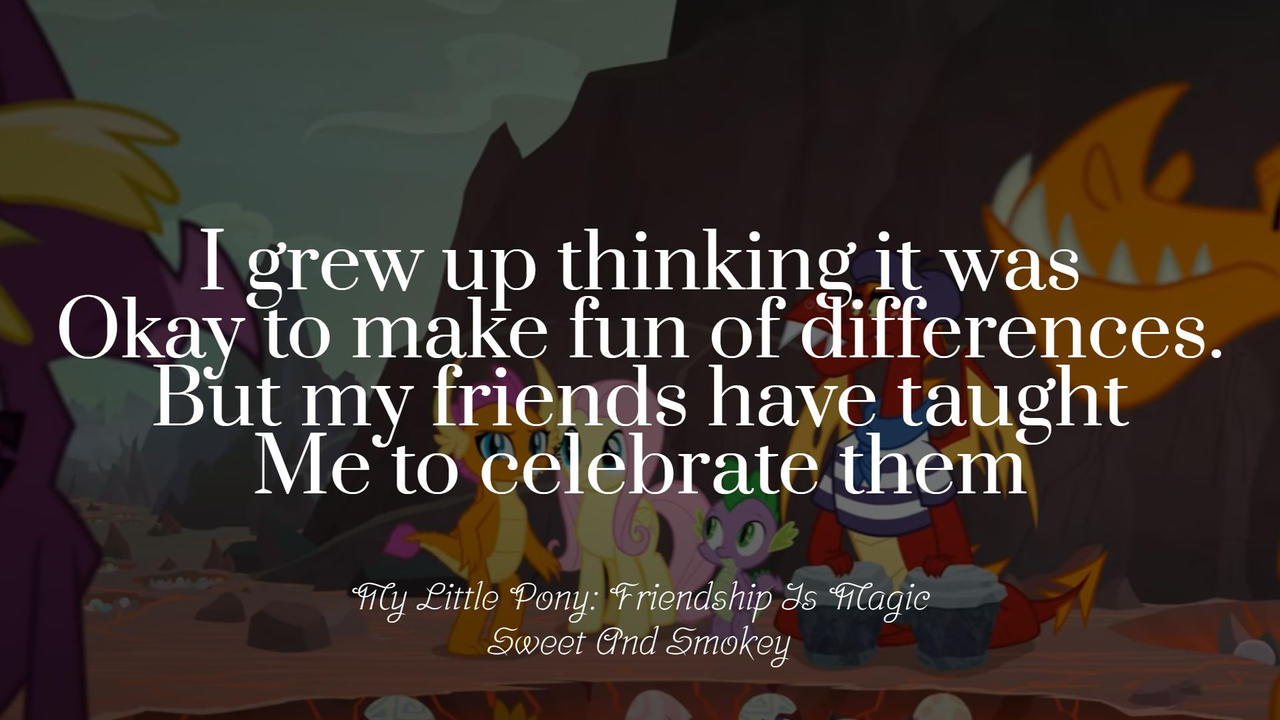 I grew up thinking it was
Okay to make fun of differences.
But my friends have taught
Me to celebrate them
My Little Pony: Friendship Is Magic
Sweet And Smokey